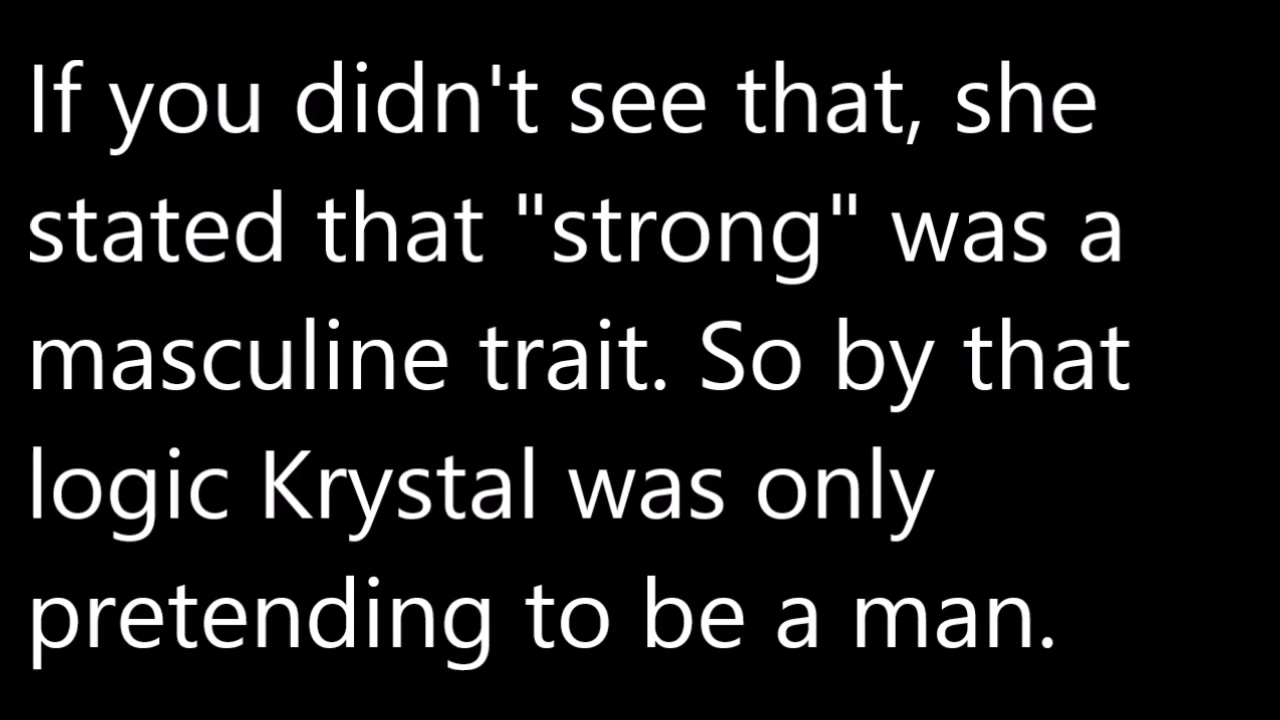 If you didn't see that, she
stated that "strong" was a
masculine trait. So by that
logic Krystal was only
pretending to be a man.